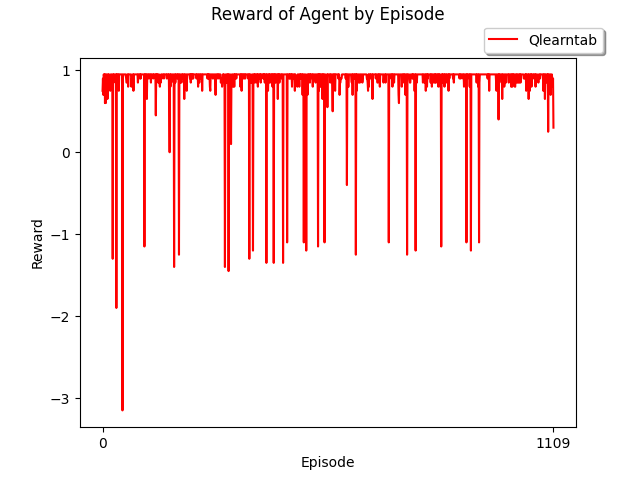 Reward of Agent by Episode
Qlearntab
1
0
−1
−2
−3
Reward
0
1109
Episode